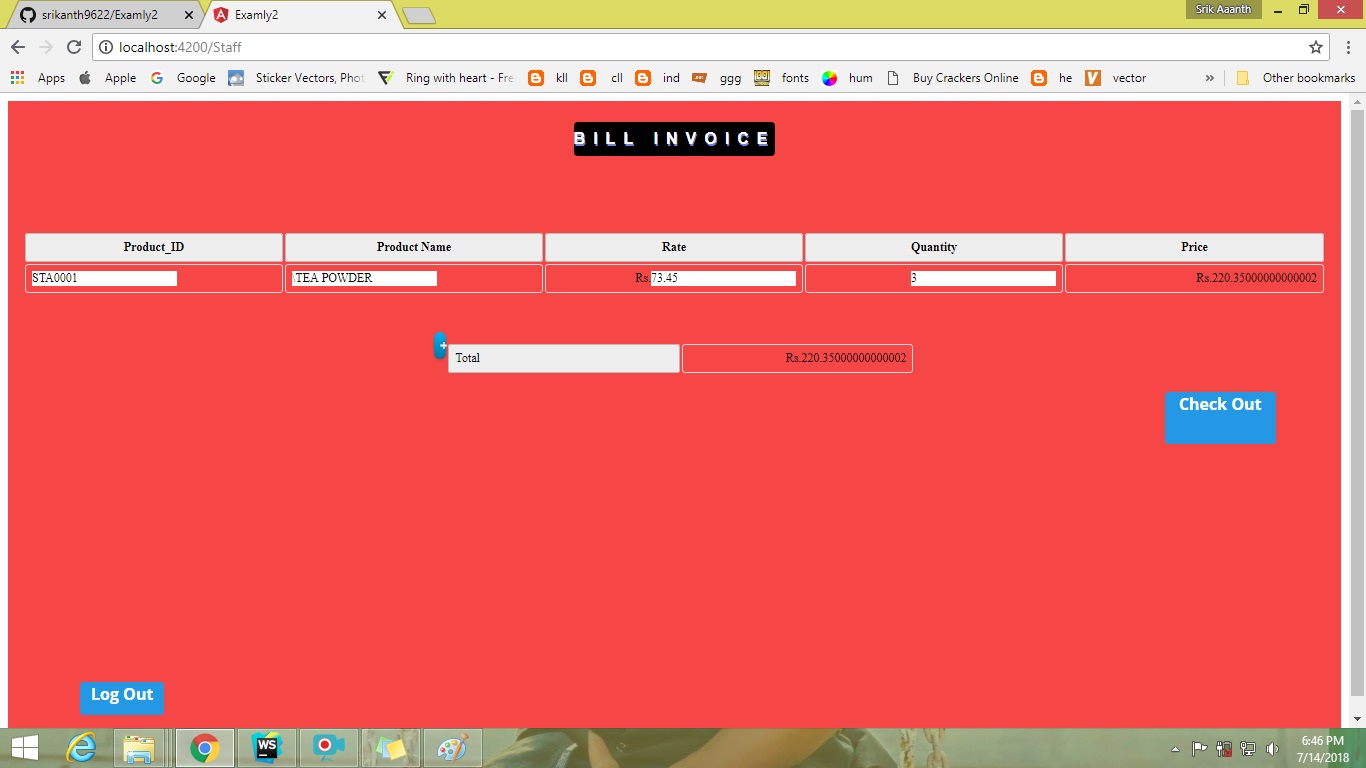 srikanth9622/Examly2
Examly2
Srik Aaanth
localhost:4200/Staff
Apps Apple Google Sticker Vectors, Phot Ring with heart - Fre kll cll ind ggg fonts hum Buy Crackers Online he vector » Other bookmarks
BILL INVOICE
Product_ID Product Name Rate Quantity Price
STA0001 \TEA POWDER Rs.73.45 3 Rs.220.35000000000002
+
Total Rs.220.35000000000002
Check Out
Log Out
WS
6:46 PM
7/14/2018